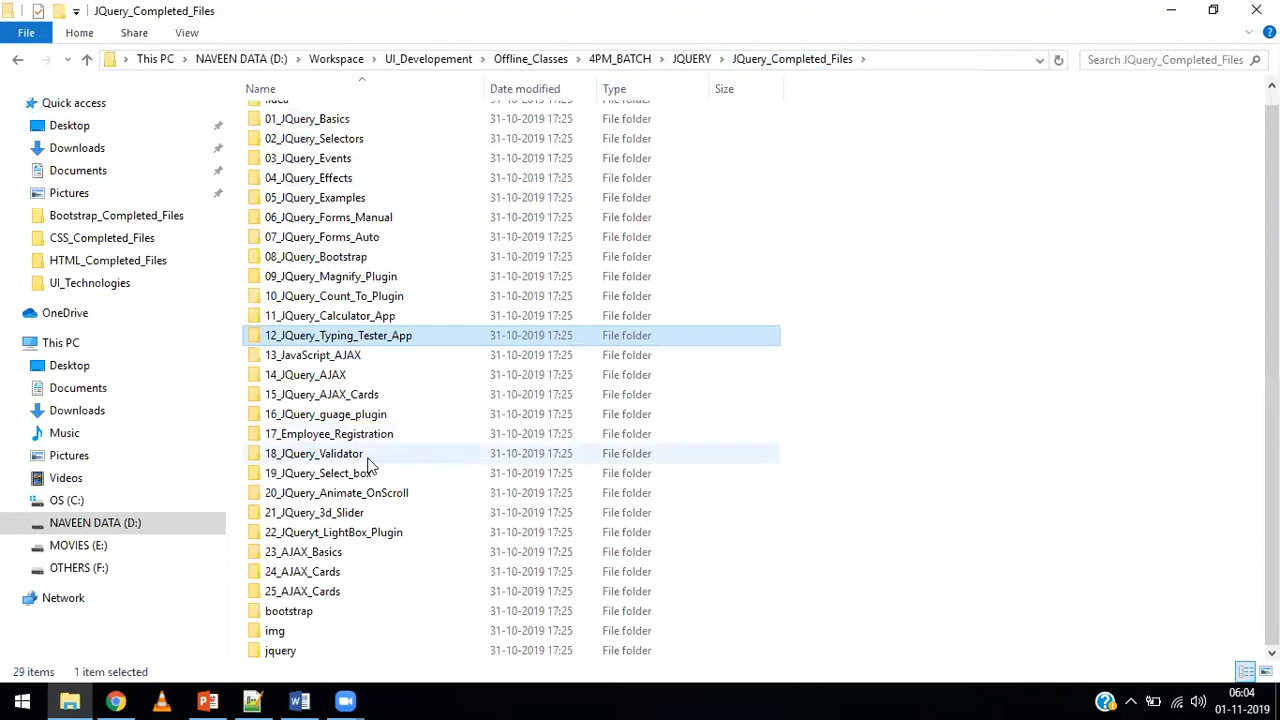 JQuery_Completed_Files
File Home Share View
This PC NAVEEN DATA (D:) Workspace UI_Developement Offline_Classes 4PM_BATCH JQUERY JQuery_Completed_Files Search JQuery_Completed_Files
Name Date modified Type Size
Quick access
Desktop
Downloads
Documents
Pictures
Bootstrap_Completed_Files
CSS_Completed_Files
HTML_Completed_Files
UI_Technologies
OneDrive
This PC
Desktop
Documents
Downloads
Music
Pictures
Videos
OS (C:)
NAVEEN DATA (D:)
MOVIES (E:)
OTHERS (F:)
Network
01_JQuery_Basics 31-10-2019 17:25 File folder
02_JQuery_Selectors 31-10-2019 17:25 File folder
03_JQuery_Events 31-10-2019 17:25 File folder
04_JQuery_Effects 31-10-2019 17:25 File folder
05_JQuery_Examples 31-10-2019 17:25 File folder
06_JQuery_Forms_Manual 31-10-2019 17:25 File folder
07_JQuery_Forms_Auto 31-10-2019 17:25 File folder
08_JQuery_Bootstrap 31-10-2019 17:25 File folder
09_JQuery_Magnify_Plugin 31-10-2019 17:25 File folder
10_JQuery_Count_To_Plugin 31-10-2019 17:25 File folder
11_JQuery_Calculator_App 31-10-2019 17:25 File folder
12_JQuery_Typing_Tester_App 31-10-2019 17:25 File folder
13_JavaScript_AJAX 31-10-2019 17:25 File folder
14_JQuery_AJAX 31-10-2019 17:25 File folder
15_JQuery_AJAX_Cards 31-10-2019 17:25 File folder
16_JQuery_guage_plugin 31-10-2019 17:25 File folder
17_Employee_Registration 31-10-2019 17:25 File folder
18_JQuery_Validator 31-10-2019 17:25 File folder
19_JQuery_Select_box 31-10-2019 17:25 File folder
20_JQuery_Animate_OnScroll 31-10-2019 17:25 File folder
21_JQuery_3d_Slider 31-10-2019 17:25 File folder
22_JQueryt_LightBox_Plugin 31-10-2019 17:25 File folder
23_AJAX_Basics 31-10-2019 17:25 File folder
24_AJAX_Cards 31-10-2019 17:25 File folder
25_AJAX_Cards 31-10-2019 17:25 File folder
bootstrap 31-10-2019 17:25 File folder
img 31-10-2019 17:25 File folder
jquery 31-10-2019 17:25 File folder
29 items 1 item selected
06:04
01-11-2019